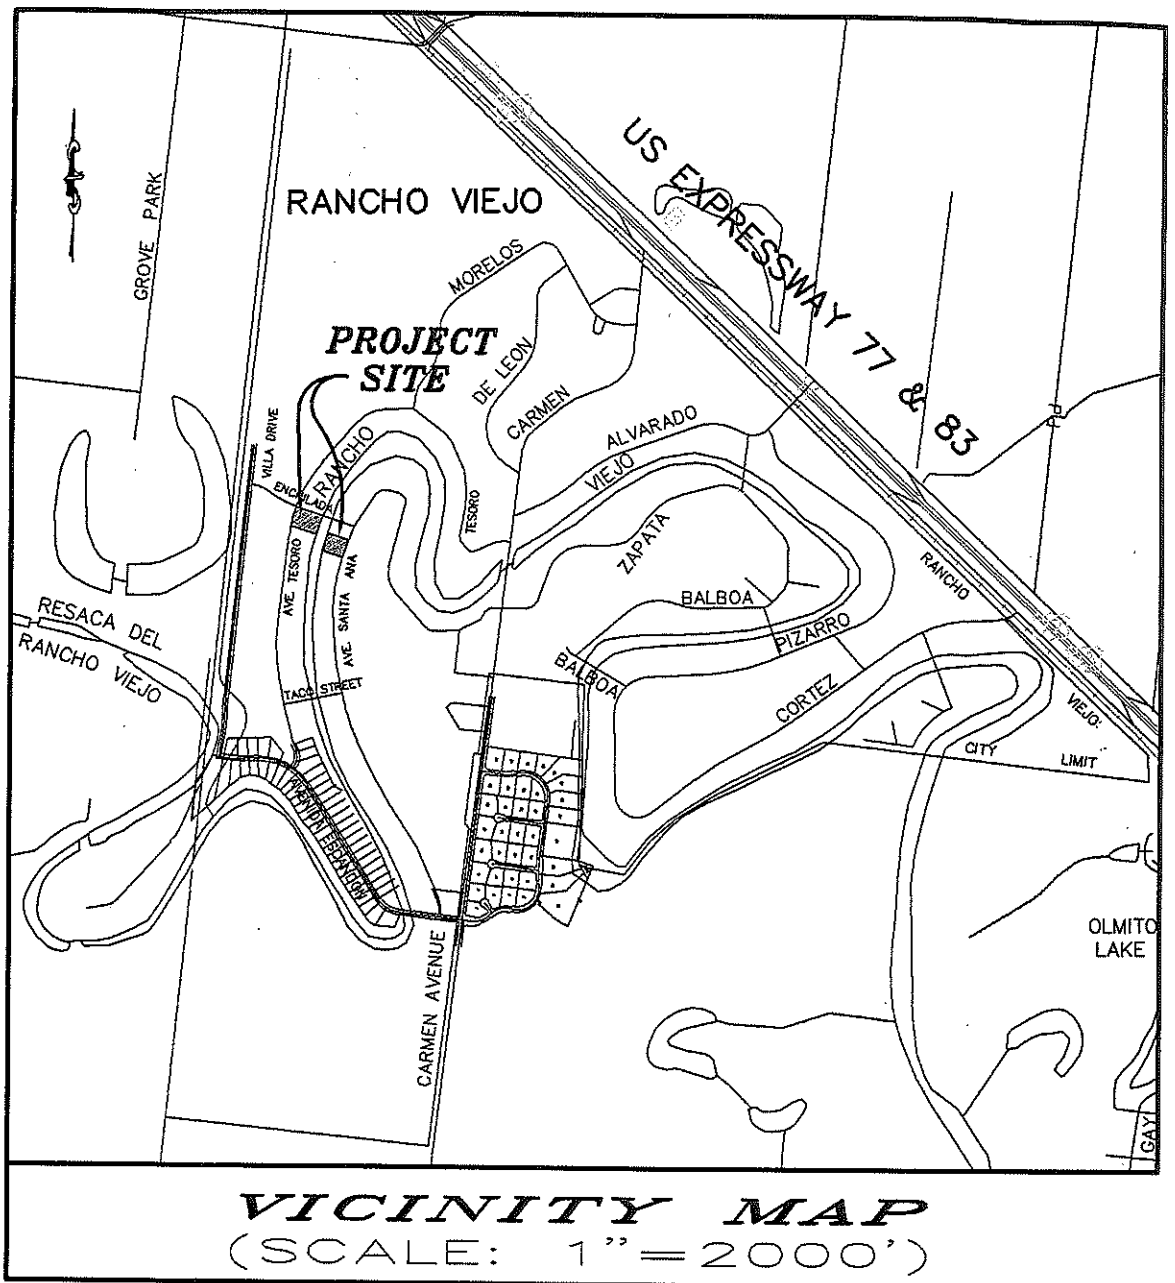 US EXPRESSWAY 77 & 83
GROVE PARK
RANCHO VIEJO
MORELOS
PROJECT
SITE
DE LEON
CARMEN
VILLA DRIVE
RANCHO
ALVARADO
VIEJO
ENCHILADA
TESORO
ZAPATA
AVE. TESORO
AVE. SANTA ANA
RANCHO
BALBOA
RESACA DEL
RANCHO VIEJO
PIZARRO
BALBOA
TACO STREET
CORTEZ
VIEJO
CITY
LIMIT
AVENIDA ESCANDON
OLMITO
LAKE
CARMEN AVENUE
GAY
VICINITY MAP
(SCALE: 1"=2000')